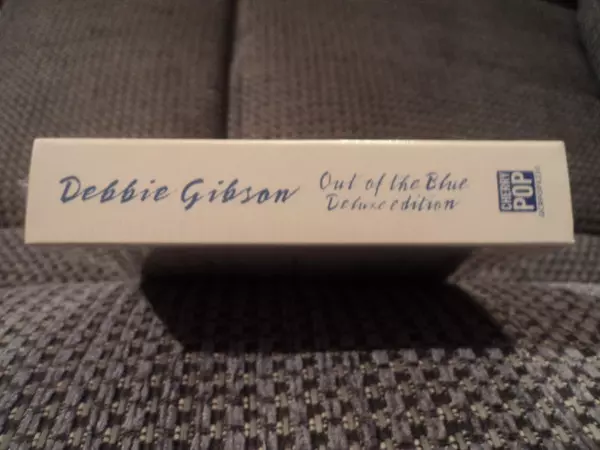 Debbie Gibson
Out of the Blue
Deluxe edition
CHERRY
POP